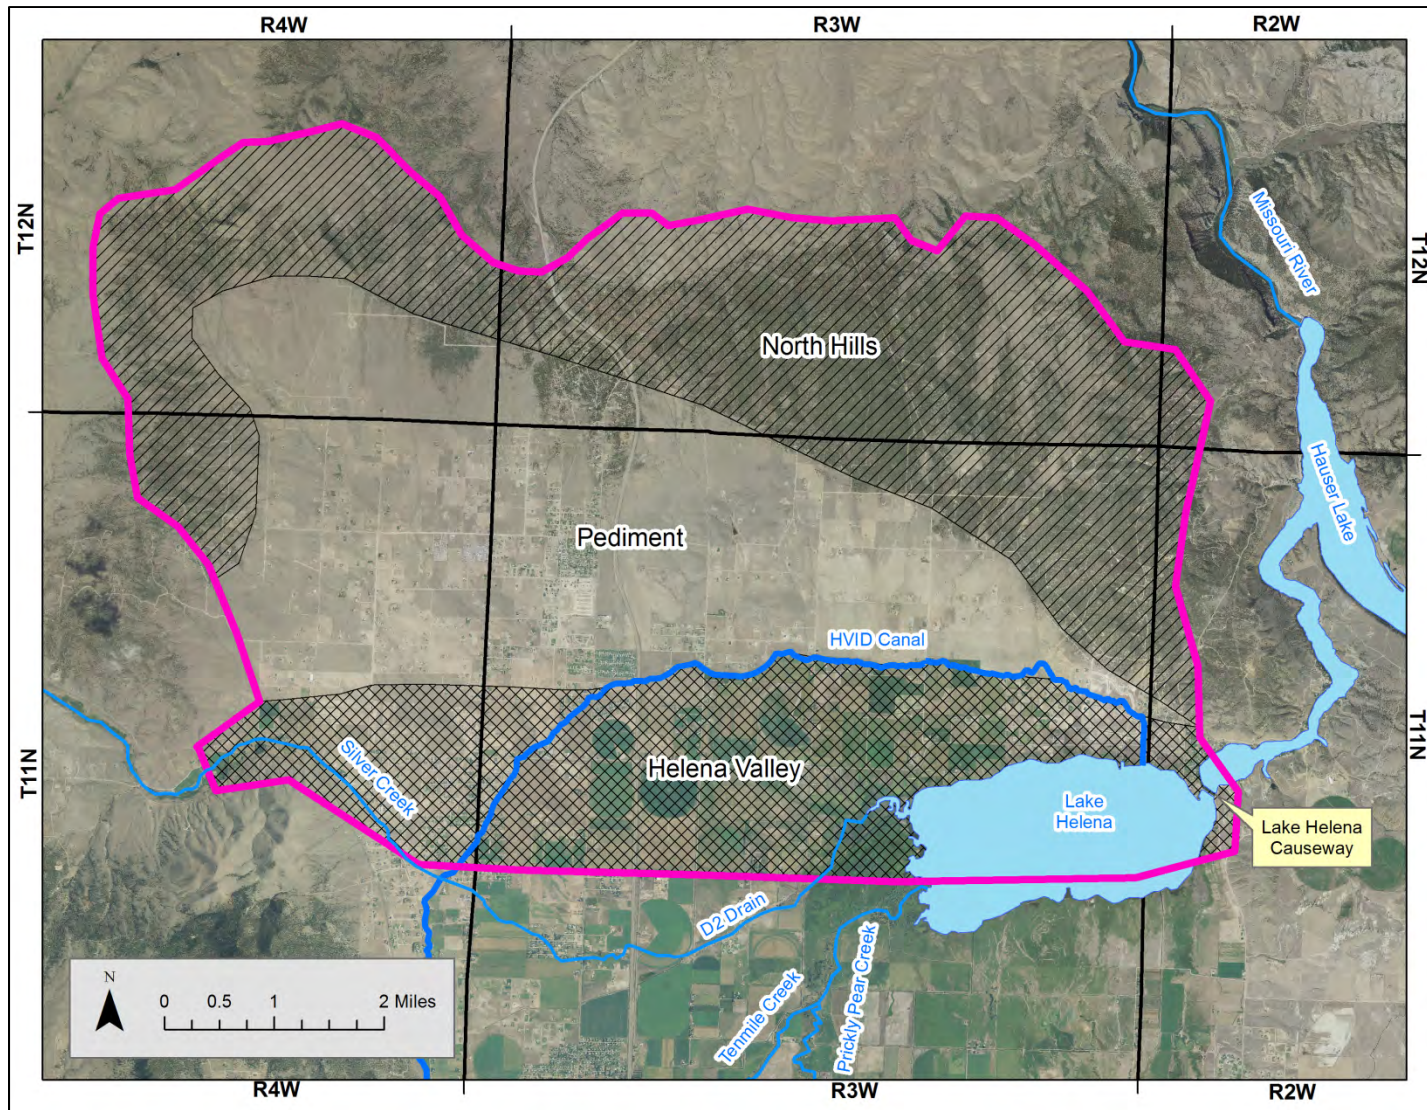 R4W
R3W
R2W
T12N
T12N
Missouri River
North Hills
Hauser Lake
Pediment
HVID Canal
T11N
T11N
Silver Creek
Helena Valley
Lake
Helena
Lake Helena
Causeway
D2 Drain
Tenmile Creek
Prickly Pear Creek
N
0 0.5 1 2 Miles
R4W
R3W
R2W